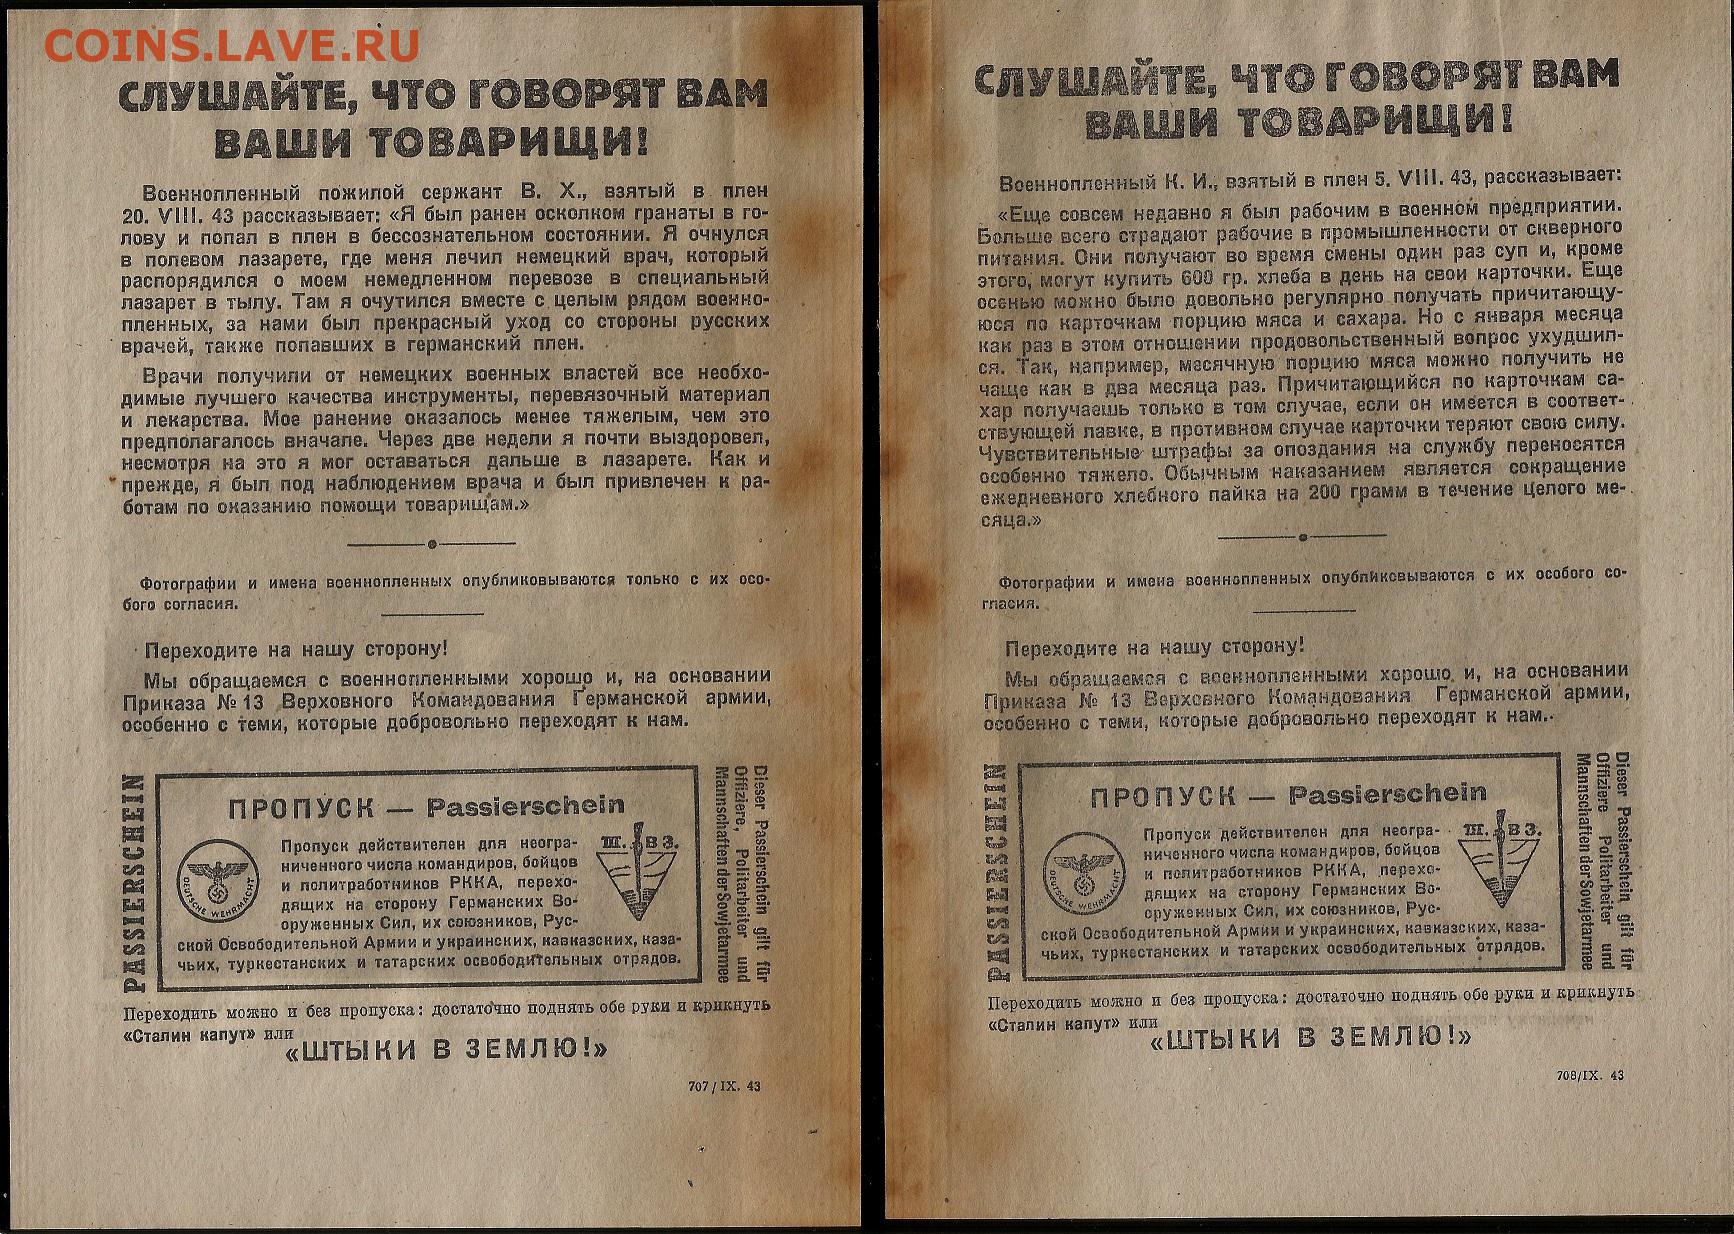 COINS.LAVE.RU
СЛУШАЙТЕ, ЧТО ГОВОРЯТ ВАМ
ВАШИ ТОВАРИЩИ!
Военнопленный пожилой сержант В. Х., взятый в плен
20. VIII. 43 рассказывает: «Я был ранен осколком гранаты в го-
лову и попал в плен в бессознательном состоянии. Я очнулся
в полевом лазарете, где меня лечил немецкий врач, который
распорядился о моем немедленном перевозе в специальный
лазарет в тылу. Там я очутился вместе с целым рядом военно-
пленных, за нами был прекрасный уход со стороны русских
врачей, также попавших в германский плен.
Врачи получили от немецких военных властей все необхо-
димые лучшего качества инструменты, перевязочный материал
и лекарства. Мое ранение оказалось менее тяжелым, чем это
предполагалось вначале. Через две недели я почти выздоровел,
несмотря на это я мог оставаться дальше в лазарете. Как и
прежде, я был под наблюдением врача и был привлечен к ра-
ботам по оказанию помощи товарищам.»
Фотографии и имена военнопленных опубликовываются только с их осо-
бого согласия.
Переходите на нашу сторону!
Мы обращаемся с военнопленными хорошо и, на основании
Приказа № 13 Верховного Командования Германской армии,
особенно с теми, которые добровольно переходят к нам.
PASSIERSCHEIN
ПРОПУСК — Passierschein
Пропуск действителен для неогра-
ниченного числа командиров, бойцов
и политработников РККА, перехо-
дящих на сторону Германских Во-
оруженных Сил, их союзников, Рус-
ской Освободительной Армии и украинских, кавказских, каза-
чьих, туркестанских и татарских освободительных отрядов.
DEUTSCHE WEHRMACHT
Ш. В З.
Dieser Passierschein gilt für
Offiziere, Politarbeiter und
Mannschaften der Sowjetarmee
Переходить можно и без пропуска: достаточно поднять обе руки и крикнуть
«Сталин капут» или
«ШТЫКИ В ЗЕМЛЮ!»
707/IX. 43
СЛУШАЙТЕ, ЧТО ГОВОРЯТ ВАМ
ВАШИ ТОВАРИЩИ!
Военнопленный К. И., взятый в плен 5. VIII. 43, рассказывает:
«Еще совсем недавно я был рабочим в военном предприятии.
Больше всего страдают рабочие в промышленности от скверного
питания. Они получают во время смены один раз суп и, кроме
этого, могут купить 600 гр. хлеба в день на свои карточки. Еще
осенью можно было довольно регулярно получать причитающу-
юся по карточкам порцию мяса и сахара. Но с января месяца
как раз в этом отношении продовольственный вопрос ухудшил-
ся. Так, например, месячную порцию мяса можно получить не
чаще как в два месяца раз. Причитающийся по карточкам са-
хар получаешь только в том случае, если он имеется в соответ-
ствующей лавке, в противном случае карточки теряют свою силу.
Чувствительные штрафы за опоздания на службу переносятся
особенно тяжело. Обычным наказанием является сокращение
ежедневного хлебного пайка на 200 грамм в течение целого ме-
сяца.»
Фотографии и имена военнопленных опубликовываются с их особого со-
гласия.
Переходите на нашу сторону!
Мы обращаемся с военнопленными хорошо и, на основании
Приказа № 13 Верховного Командования Германской армии,
особенно с теми, которые добровольно переходят к нам.
PASSIERSCHEIN
ПРОПУСК — Passierschein
Пропуск действителен для неогра-
ниченного числа командиров, бойцов
и политработников РККА, перехо-
дящих на сторону Германских Во-
оруженных Сил, их союзников, Рус-
ской Освободительной Армии и украинских, кавказских, каза-
чьих, туркестанских и татарских освободительных отрядов.
DEUTSCHE WEHRMACHT
Ш. В З.
Dieser Passierschein gilt für
Offiziere Politarbeiter und
Mannschaften der Sowjetarmee
Переходить можно и без пропуска: достаточно поднять обе руки и крикнуть
«Сталин капут» или
«ШТЫКИ В ЗЕМЛЮ!»
708/IX. 43